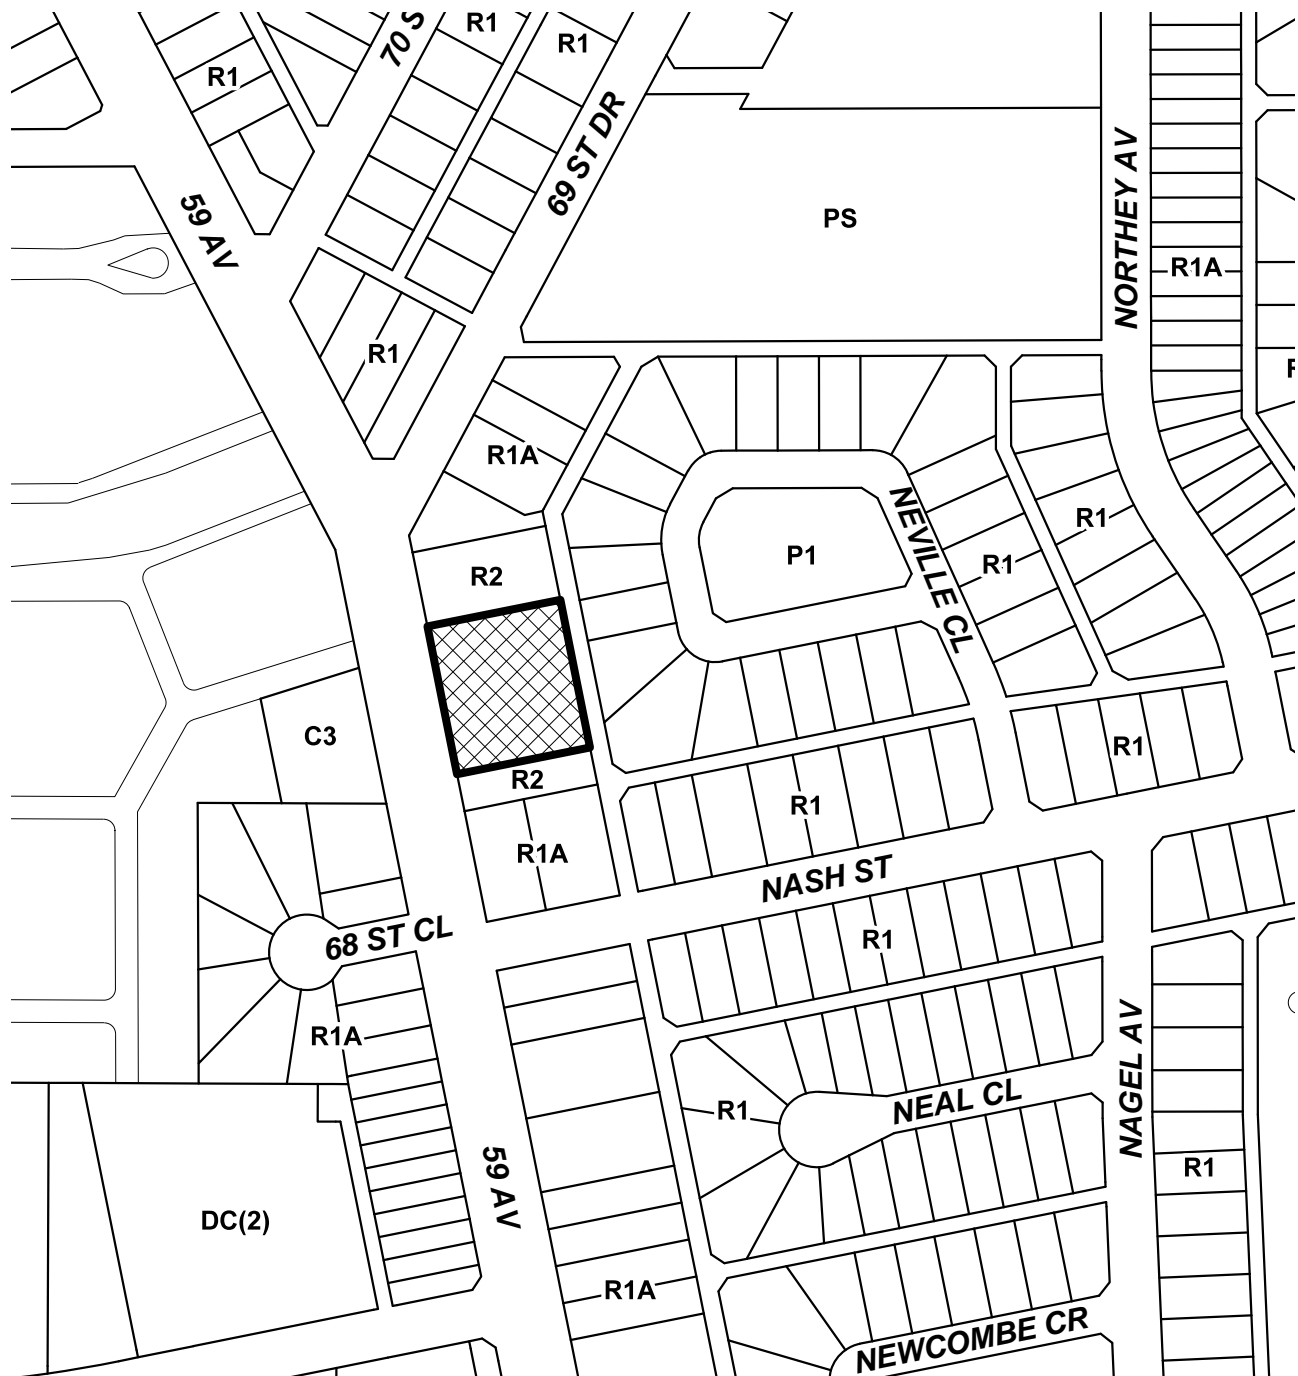 R1
70 S
R1
R1
69 ST DR
59 AV
PS
NORTHEY AV
R1A
R1
R1A
R1
NEVILLE CL
P1
R1
R2
C3
R1
R2
R1
R1A
NASH ST
68 ST CL
R1
R1A
NAGEL AV
R1
NEAL CL
59 AV
R1
DC(2)
R1A
NEWCOMBE CR